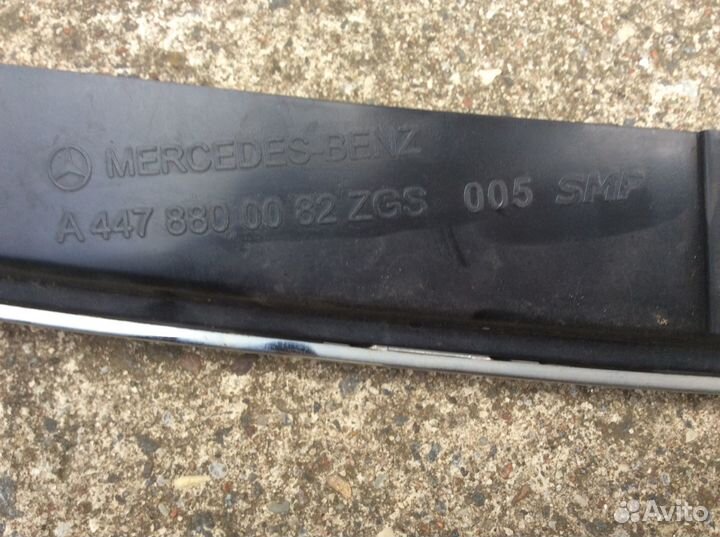 MERCEDES-BENZ
A 447 880 00 82 ZGS 005 SMP
Avito